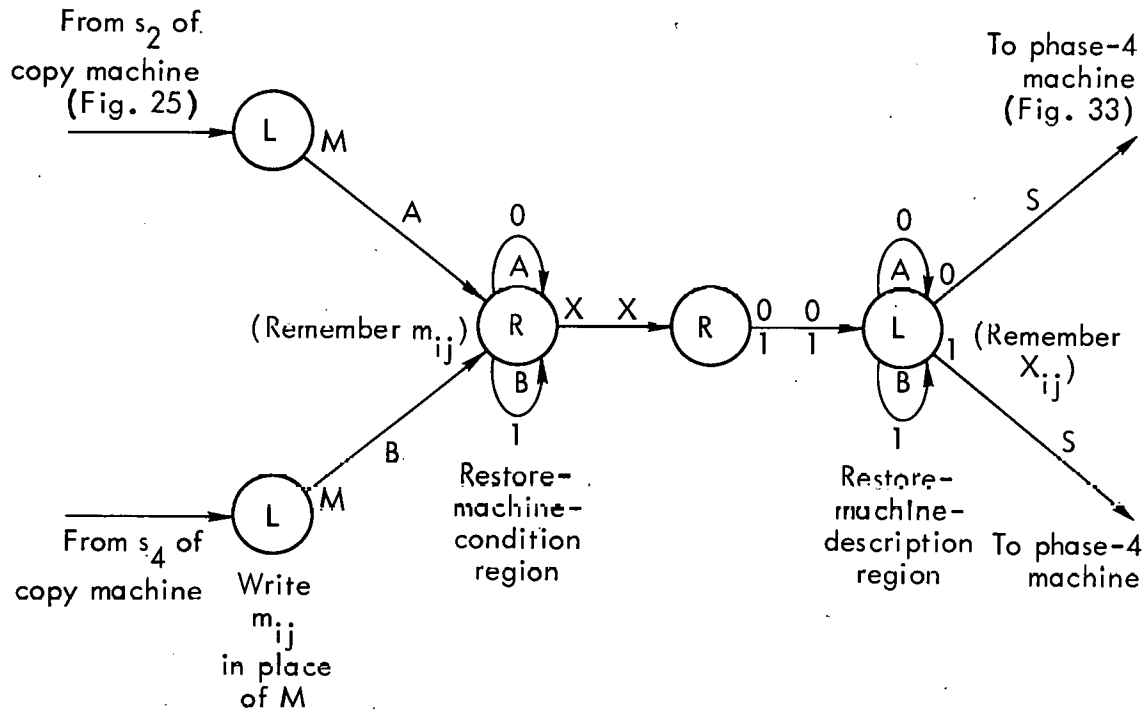 From s2 of
copy machine
(Fig. 25)
L
M
A
To phase-4
machine
(Fig. 33)
S
0
A
(Remember mij)
R
B
1
X X
R
0 0
1 1
0
A
0
L
1
B
1
(Remember
Xij)
S
B
From s4 of
copy machine
L
M
Write
mij
in place
of M
Restore-
machine-
condition
region
Restore-
machine-
description
region
To phase-4
machine